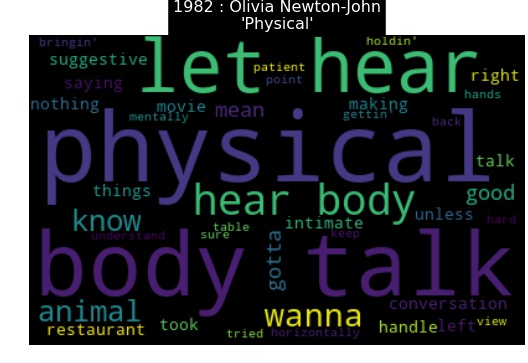 1982 : Olivia Newton-John
'Physical'
bringin' holdin'
suggestive let hear patient right
saying point hands
nothing movie mean making
mentally gettin' back
physical talk
things hear body good
know table intimate unless hard
understand sure keep
body talk gotta
animal wanna conversation
restaurant took tried horizontally handle left view